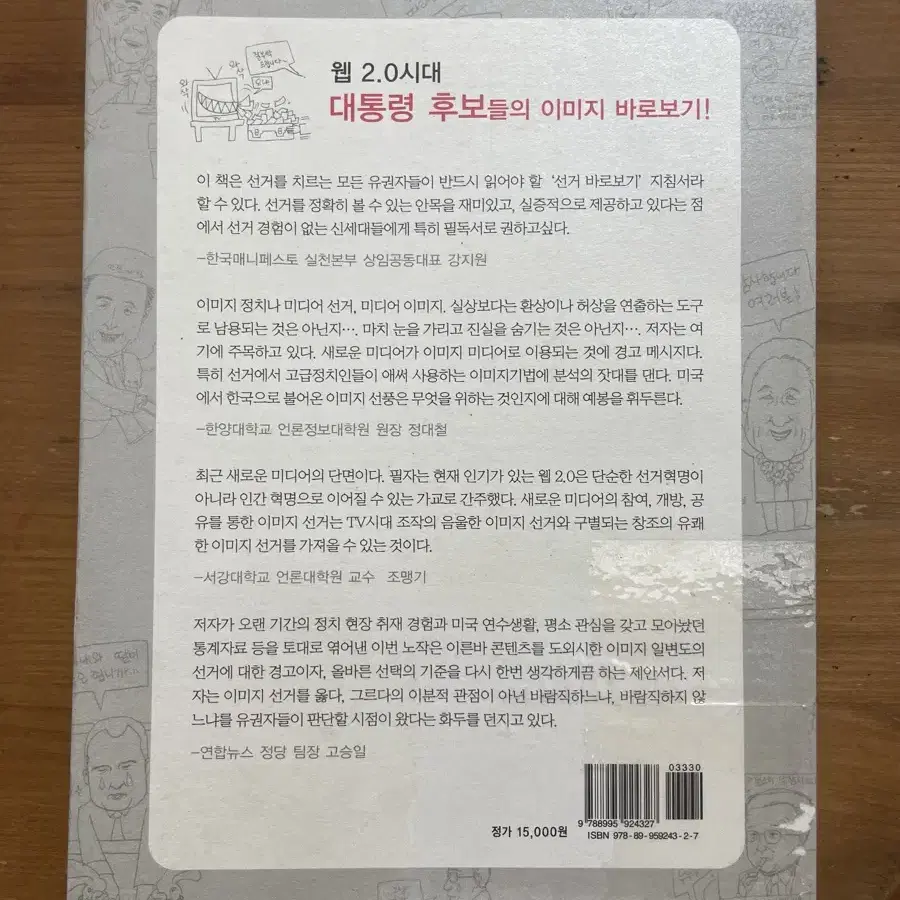 와삭
와삭
잘부탁
드립니다
웹 2.0시대
대통령 후보들의 이미지 바로보기!
이 책은 선거를 치르는 모든 유권자들이 반드시 읽어야 할 '선거 바로보기' 지침서라
할 수 있다. 선거를 정확히 볼 수 있는 안목을 재미있고, 실증적으로 제공하고 있다는 점
에서 선거 경험이 없는 신세대들에게 특히 필독서로 권하고싶다.
-한국매니페스토 실천본부 상임공동대표 강지원
이미지 정치나 미디어 선거, 미디어 이미지. 실상보다는 환상이나 허상을 연출하는 도구
로 남용되는 것은 아닌지…. 마치 눈을 가리고 진실을 숨기는 것은 아닌지…. 저자는 여
기에 주목하고 있다. 새로운 미디어가 이미지 미디어로 이용되는 것에 경고 메시지다.
특히 선거에서 고급정치인들이 애써 사용하는 이미지기법에 분석의 잣대를 댄다. 미국
에서 한국으로 불어온 이미지 선풍은 무엇을 위하는 것인지에 대해 예봉을 휘두른다.
-한양대학교 언론정보대학원 원장 정대철
최근 새로운 미디어의 단면이다. 필자는 현재 인기가 있는 웹 2.0은 단순한 선거혁명이
아니라 인간 혁명으로 이어질 수 있는 가교로 간주했다. 새로운 미디어의 참여, 개방, 공
유를 통한 이미지 선거는 TV시대 조작의 음울한 이미지 선거와 구별되는 창조의 유쾌
한 이미지 선거를 가져올 수 있는 것이다.
-서강대학교 언론대학원 교수 조맹기
저자가 오랜 기간의 정치 현장 취재 경험과 미국 연수생활, 평소 관심을 갖고 모아놨던
통계자료 등을 토대로 엮어낸 이번 노작은 이른바 콘텐츠를 도외시한 이미지 일변도의
선거에 대한 경고이자, 올바른 선택의 기준을 다시 한번 생각하게끔 하는 제안서다. 저
자는 이미지 선거를 옳다, 그르다의 이분적 관점이 아닌 바람직하느냐, 바람직하지 않
느냐를 유권자들이 판단할 시점이 왔다는 화두를 던지고 있다.
-연합뉴스 정당 팀장 고승일
여러분!
03330
9 788995 924327
정가 15,000원
ISBN 978-89-959243-2-7